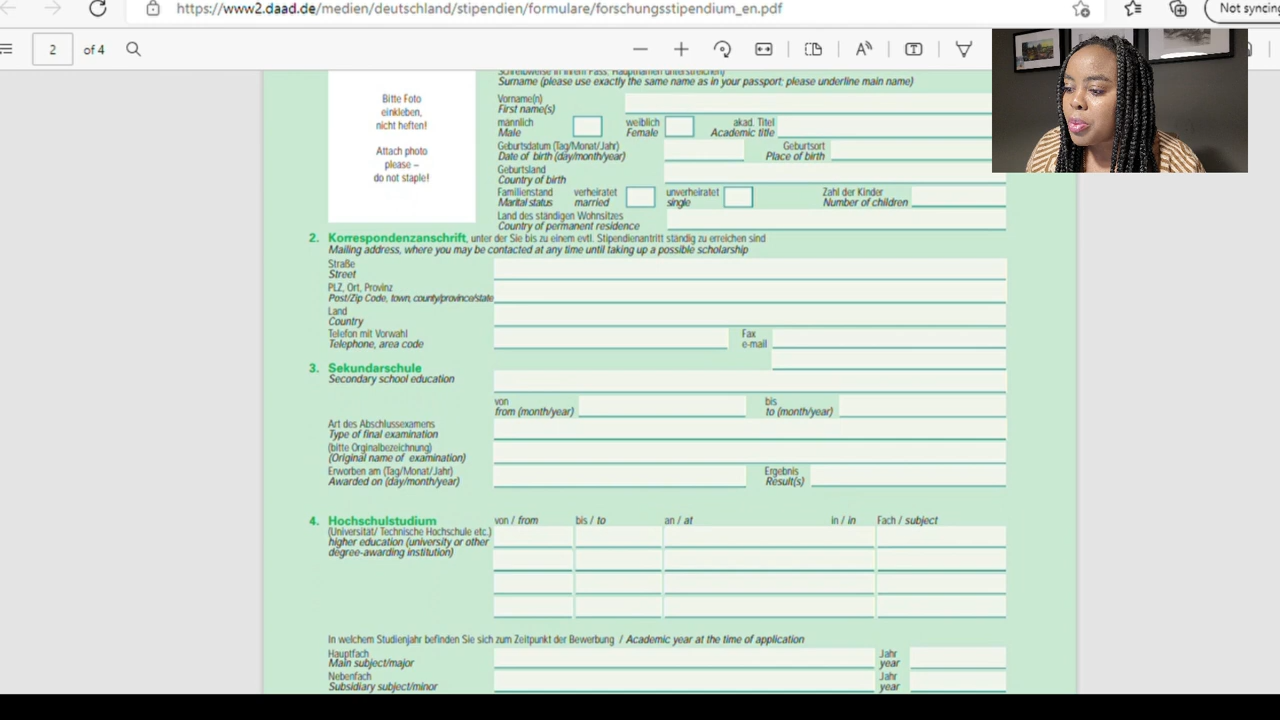 https://www2.daad.de/medien/deutschland/stipendien/formulare/forschungsstipendium_en.pdf
Not syncing
2 of 4
Bitte Foto
einkleben,
nicht heften!
Attach photo
please –
do not staple!
Schreibweise in Ihrem Pass. Hauptnamen unterstreichen)
Surname (please use exactly the same name as in your passport; please underline main name)
Vorname(n)
First name(s)
männlich weiblich akad. Titel
Male Female Academic title
Geburtsdatum (Tag/Monat/Jahr) Geburtsort
Date of birth (day/month/year) Place of birth
Geburtsland
Country of birth
Familienstand verheiratet unverheiratet Zahl der Kinder
Marital status married single Number of children
Land des ständigen Wohnsitzes
Country of permanent residence
2. Korrespondenzanschrift, unter der Sie bis zu einem evtl. Stipendienantritt ständig zu erreichen sind
Mailing address, where you may be contacted at any time until taking up a possible scholarship
Straße
Street
PLZ, Ort, Provinz
Post/Zip Code, town, county/province/state
Land
Country
Telefon mit Vorwahl Fax
Telephone, area code e-mail
3. Sekundarschule
Secondary school education
von bis
from (month/year) to (month/year)
Art des Abschlussexamens
Type of final examination
(bitte Orginalbezeichnung)
(Original name of examination)
Erworben am (Tag/Monat/Jahr) Ergebnis
Awarded on (day/month/year) Result(s)
4. Hochschulstudium von / from bis / to an / at in / in Fach / subject
(Universität/ Technische Hochschule etc.)
higher education (university or other
degree-awarding institution)
In welchem Studienjahr befinden Sie sich zum Zeitpunkt der Bewerbung / Academic year at the time of application
Hauptfach Jahr
Main subject/major year
Nebenfach Jahr
Subsidiary subject/minor year